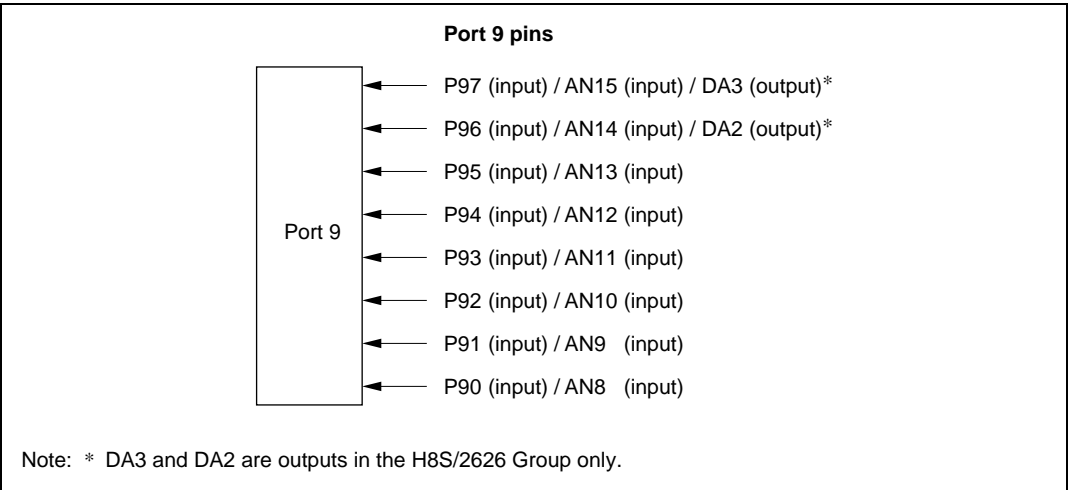 Port 9 pins
P97 (input) / AN15 (input) / DA3 (output)*
P96 (input) / AN14 (input) / DA2 (output)*
P95 (input) / AN13 (input)
P94 (input) / AN12 (input)
Port 9
P93 (input) / AN11 (input)
P92 (input) / AN10 (input)
P91 (input) / AN9 (input)
P90 (input) / AN8 (input)
Note: * DA3 and DA2 are outputs in the H8S/2626 Group only.